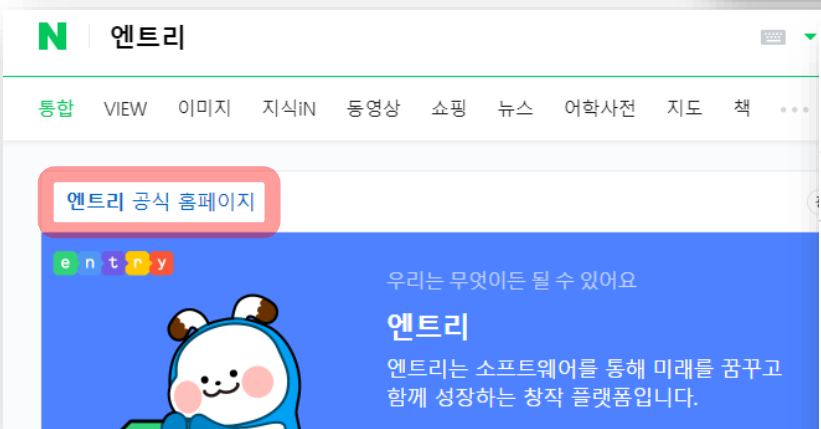 N 엔트리
통합 VIEW 이미지 지식iN 동영상 쇼핑 뉴스 어학사전 지도 책
엔트리 공식 홈페이지
entry
우리는 무엇이든 될 수 있어요
엔트리
엔트리는 소프트웨어를 통해 미래를 꿈꾸고
함께 성장하는 창작 플랫폼입니다.